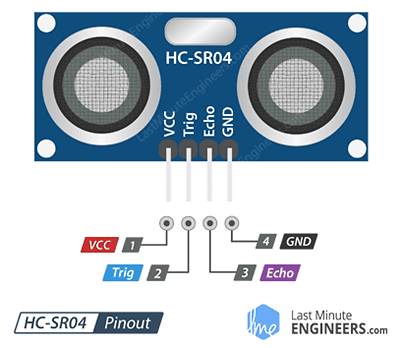 HC-SR04
VCC
Trig
Echo
GND
VCC 1
4 GND
Trig 2
3 Echo
HC-SR04 Pinout
lme Last Minute
ENGINEERS.com